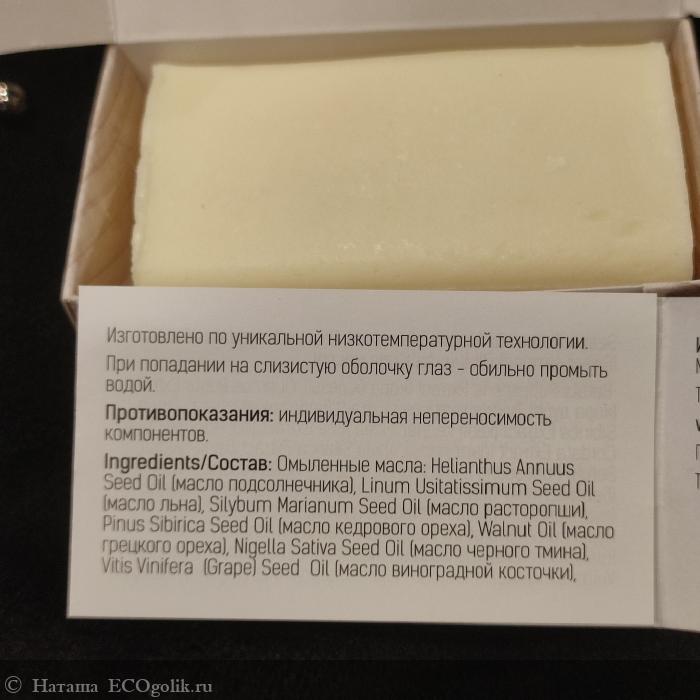 Изготовлено по уникальной низкотемпературной технологии.
При попадании на слизистую оболочку глаз - обильно промыть
водой.
Противопоказания: индивидуальная непереносимость
компонентов.
Ingredients/Состав: Омыленные масла: Helianthus Annuus
Seed Oil (масло подсолнечника), Linum Usitatissimum Seed Oil
(масло льна), Silybum Marianum Seed Oil (масло расторопши),
Pinus Sibirica Seed Oil (масло кедрового ореха), Walnut Oil (масло
грецкого ореха), Nigella Sativa Seed Oil (масло черного тмина),
Vitis Vinifera (Grape) Seed Oil (масло виноградной косточки),
© Наташа ECOgolik.ru